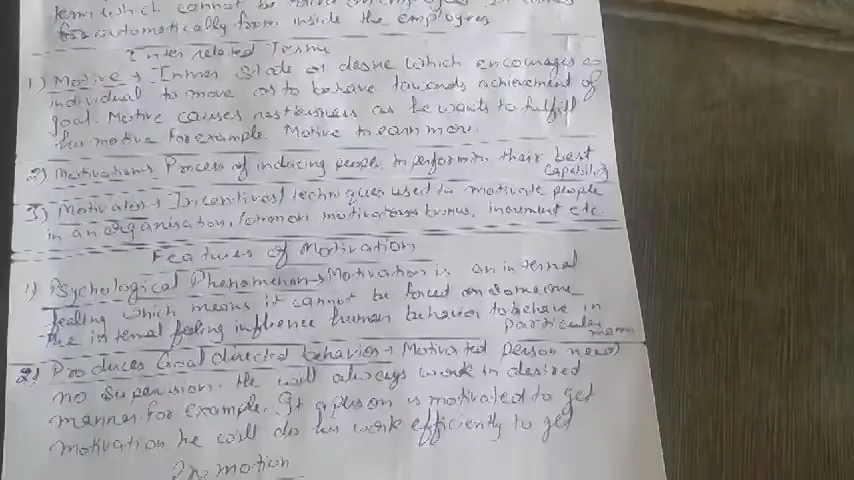 term which cannot be
automatically from inside the employees
Inter related Terms
1) Motive → Inner State or desire which encourages as
individual to move or to behave towards achievement of
goal. Motive causes restlessness as he wants to fulfill
his motive for example. Motive to earn more.
2) Motivation → Process of inducing people to perform in their best
Capability
3) Motivators → Incentives/techniques used to motivate people
in an organisation, motivators bonus, increment etc.
Features of Motivation
1) Psychological Phenomenon → Motivation is an internal
feeling which means it cannot be forced on someone
the internal feeling influence human behavior to behave in
particular
2) Produces Goal directed behavior → Motivated person need
no supervision. He will always work in desired
manner. for example. If a person is motivated to get
motivation he will do his work efficiently to get
Promotion